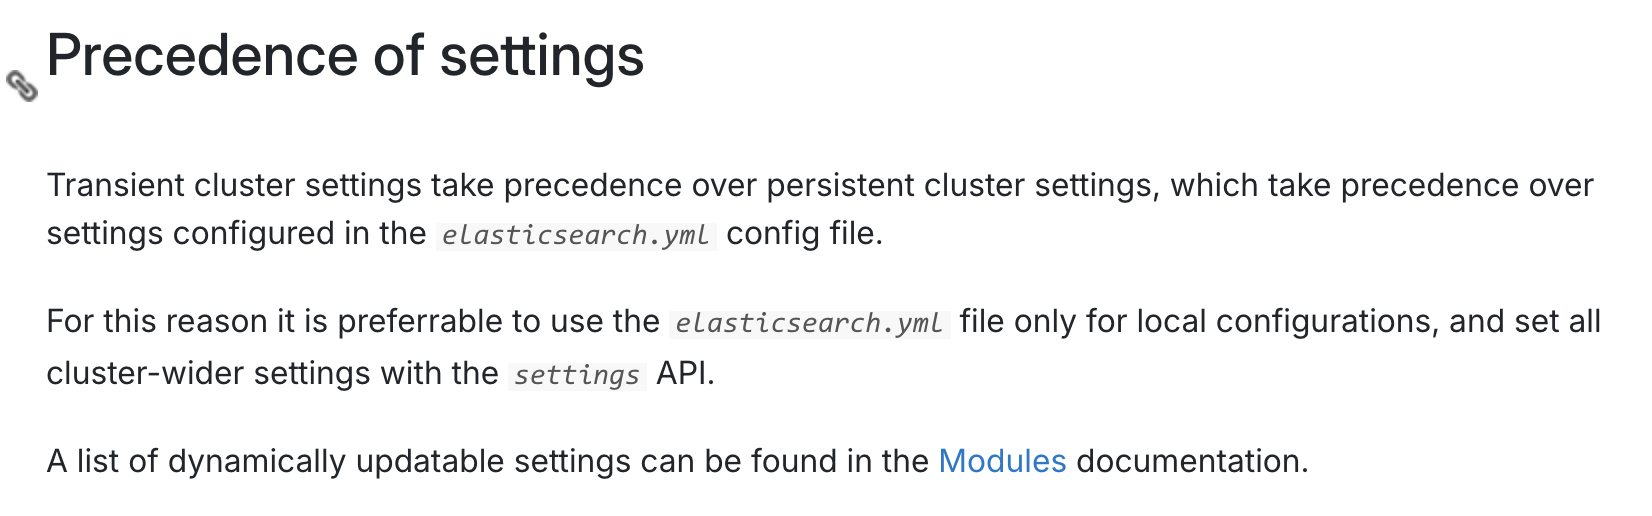 Precedence of settings
Transient cluster settings take precedence over persistent cluster settings, which take precedence over
settings configured in the elasticsearch.yml config file.
For this reason it is preferrable to use the elasticsearch.yml file only for local configurations, and set all
cluster-wider settings with the settings API.
A list of dynamically updatable settings can be found in the Modules documentation.